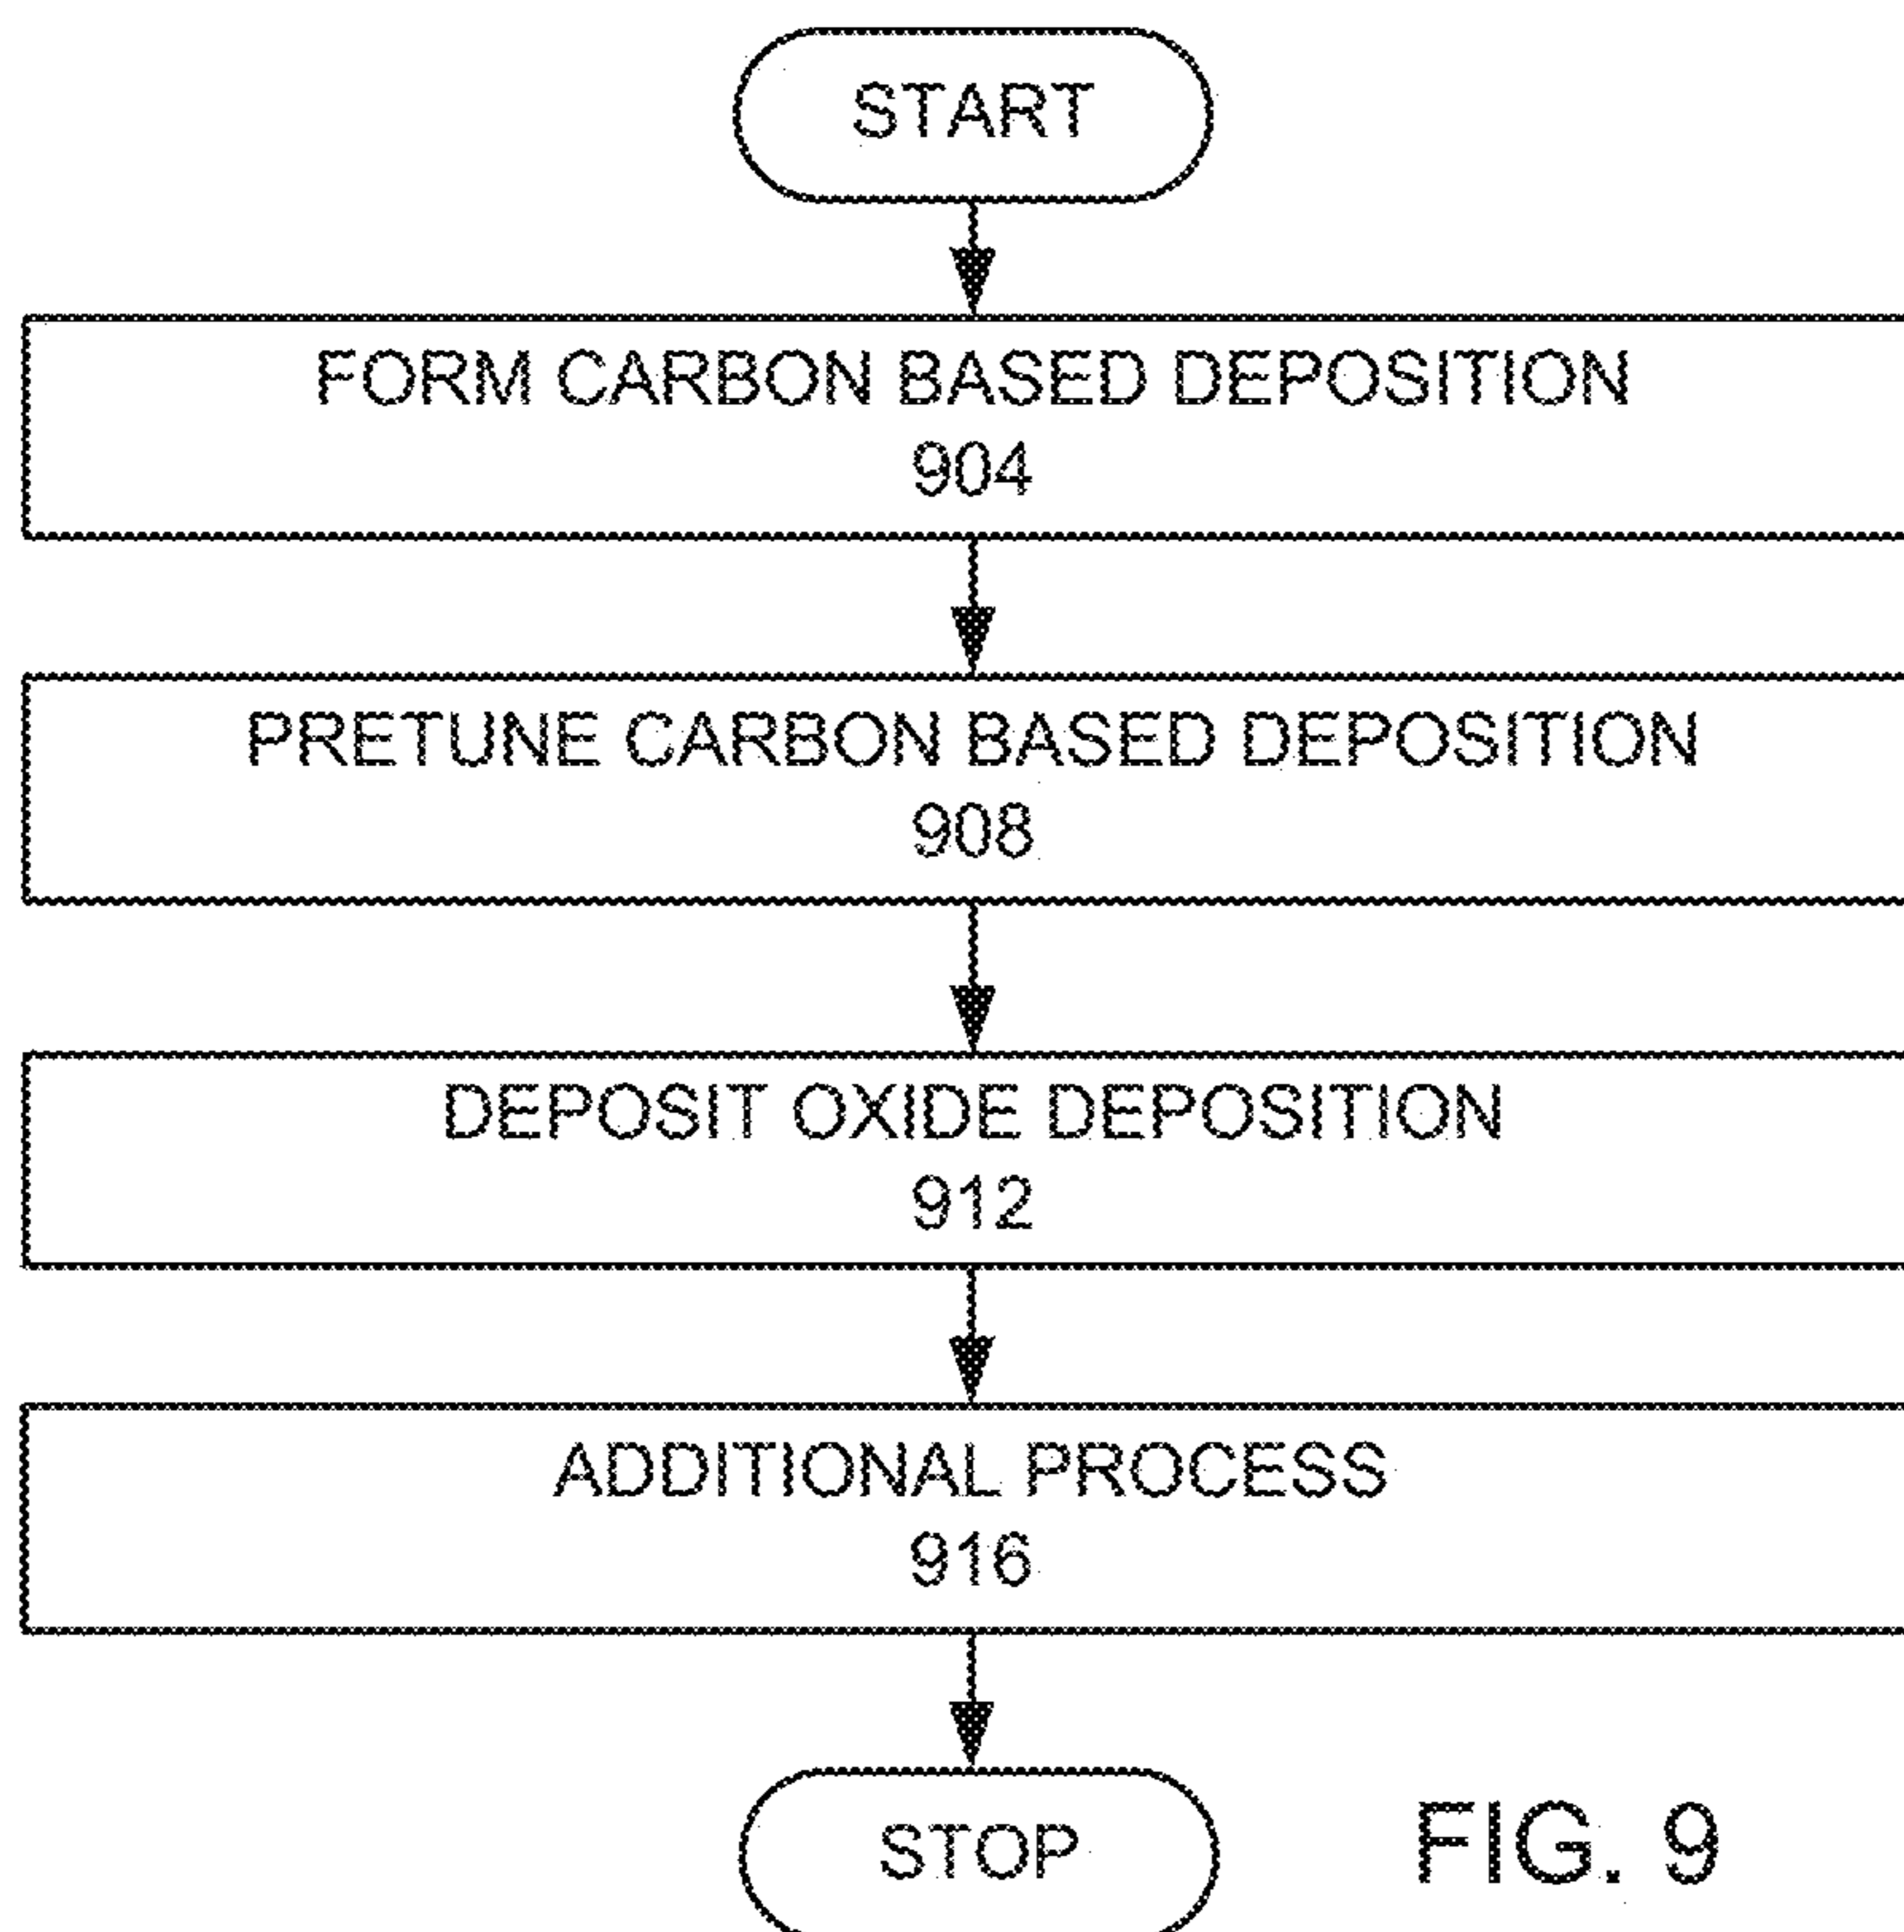 START
FORM CARBON BASED DEPOSITION
904
PRETUNE CARBON BASED DEPOSITION
908
DEPOSIT OXIDE DEPOSITION
912
ADDITIONAL PROCESS
916
STOP
FIG. 9